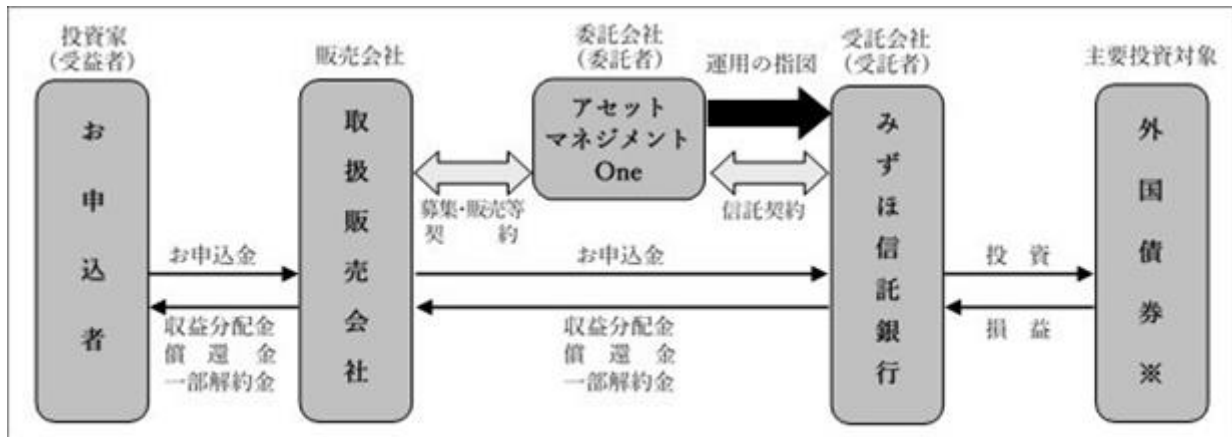 投資家
(受益者)
お申込者
販売会社
取扱販売会社
委託会社
(委託者)
アセット
マネジメント
One
運用の指図
受託会社
(受託者)
みずほ信託銀行
主要投資対象
外国債券※
募集・販売等
契約
信託契約
お申込金
収益分配金
償還金
一部解約金
お申込金
収益分配金
償還金
一部解約金
投資
損益